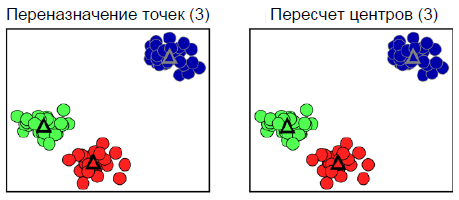 Переназначение точек (3)
Пересчет центров (3)